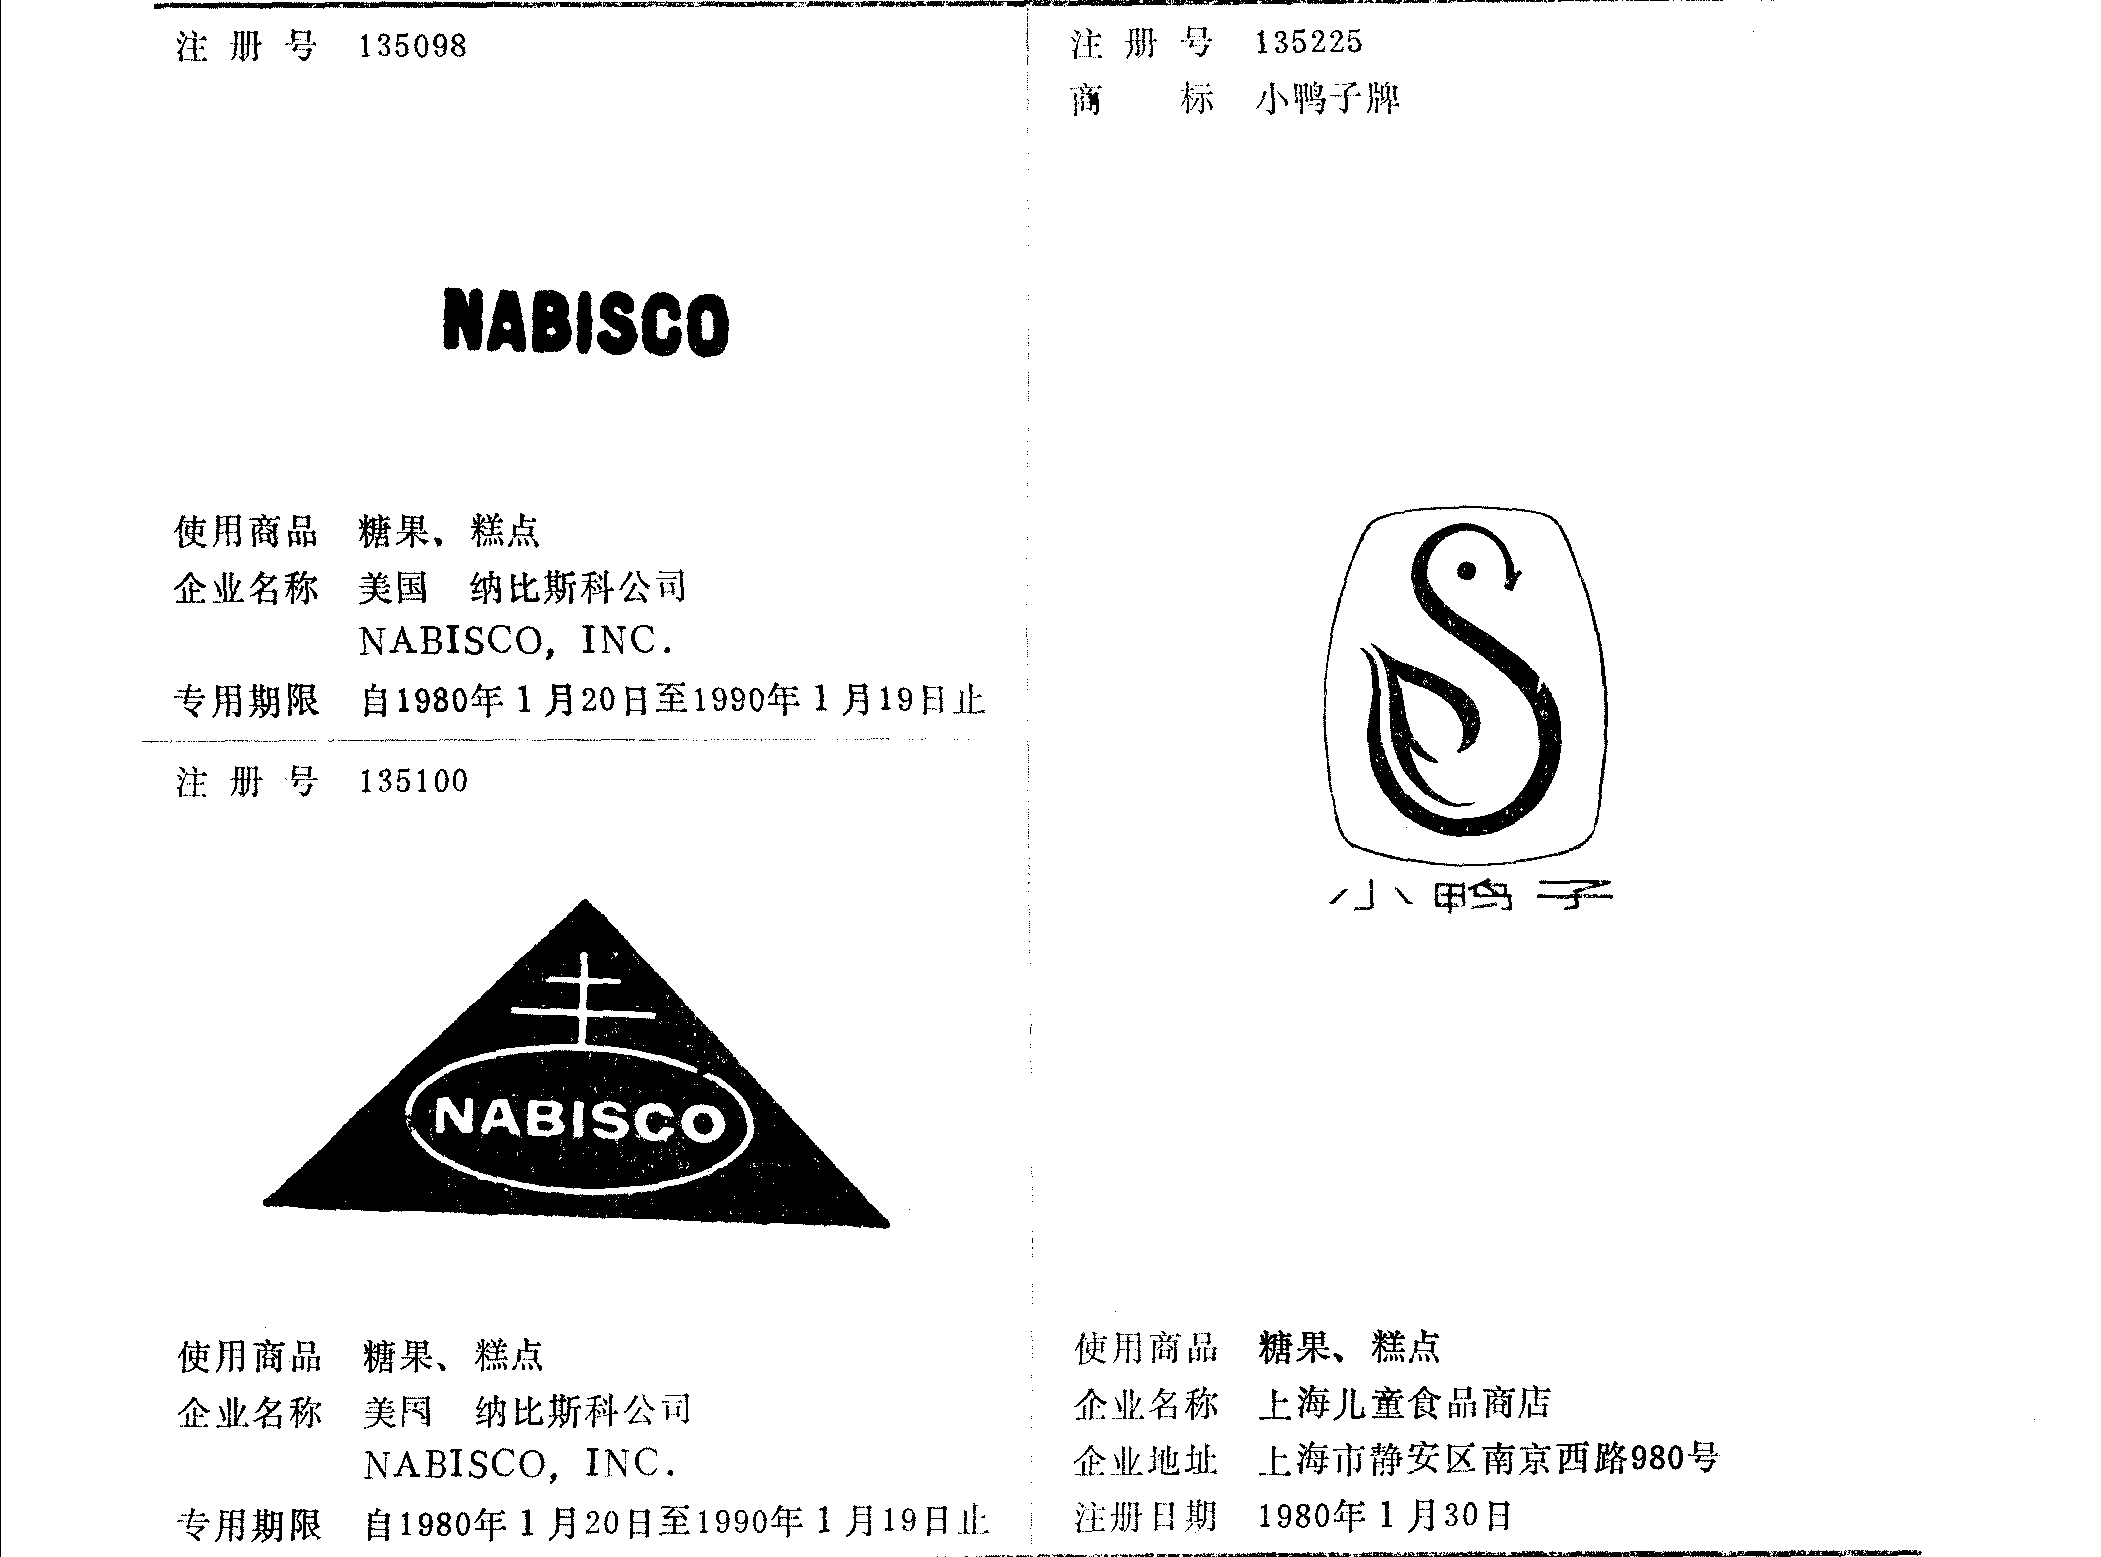 注册号 135098
NABISCO
使用商品 糖果、糕点
企业名称 美国 纳比斯科公司
NABISCO, INC.
专用期限 自1980年1月20日至1990年1月19日止
注册号 135100
NABISCO
使用商品 糖果、糕点
企业名称 美国 纳比斯科公司
NABISCO, INC.
专用期限 自1980年1月20日至1990年1月19日止
注册号 135225
商标 小鸭子牌
小鸭子
使用商品 糖果、糕点
企业名称 上海儿童食品商店
企业地址 上海市静安区南京西路980号
注册日期 1980年1月30日